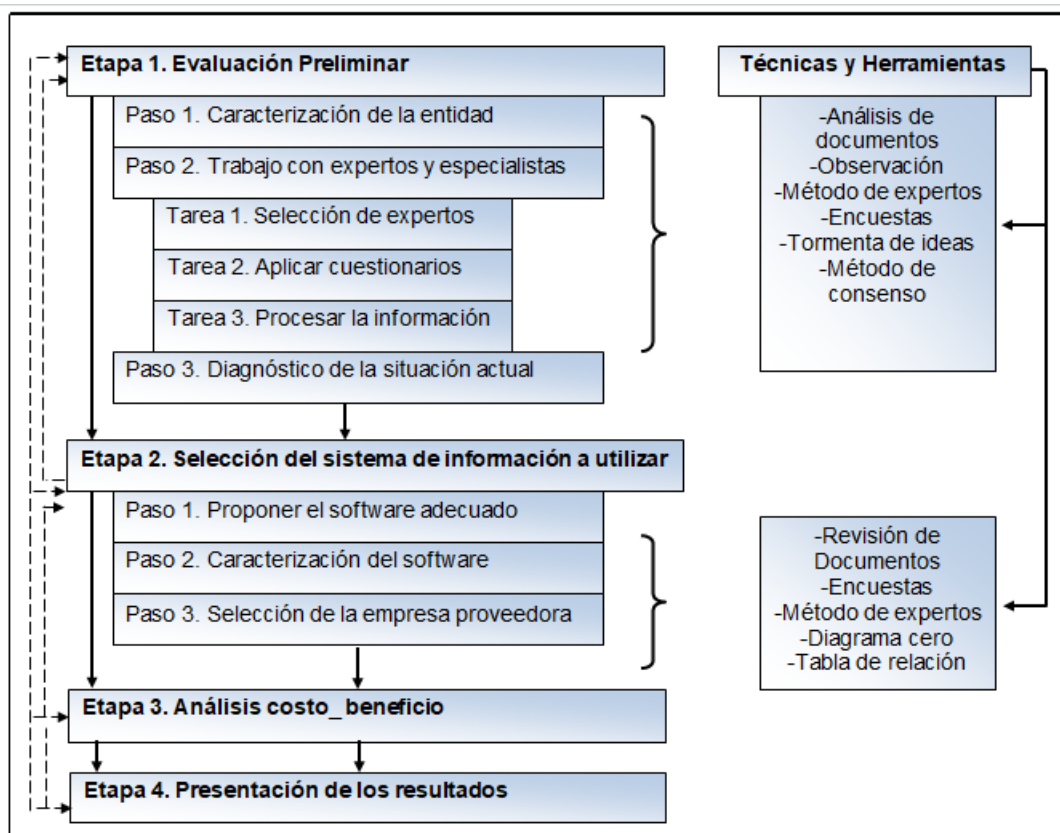 Etapa 1. Evaluación Preliminar
Paso 1. Caracterización de la entidad
Paso 2. Trabajo con expertos y especialistas
Tarea 1. Selección de expertos
Tarea 2. Aplicar cuestionarios
Tarea 3. Procesar la información
Paso 3. Diagnóstico de la situación actual
Etapa 2. Selección del sistema de información a utilizar
Paso 1. Proponer el software adecuado
Paso 2. Caracterización del software
Paso 3. Selección de la empresa proveedora
Etapa 3. Análisis costo_beneficio
Etapa 4. Presentación de los resultados
Técnicas y Herramientas
-Análisis de
documentos
-Observación
-Método de expertos
-Encuestas
-Tormenta de ideas
-Método de
consenso
-Revisión de
Documentos
-Encuestas
-Método de expertos
-Diagrama cero
-Tabla de relación